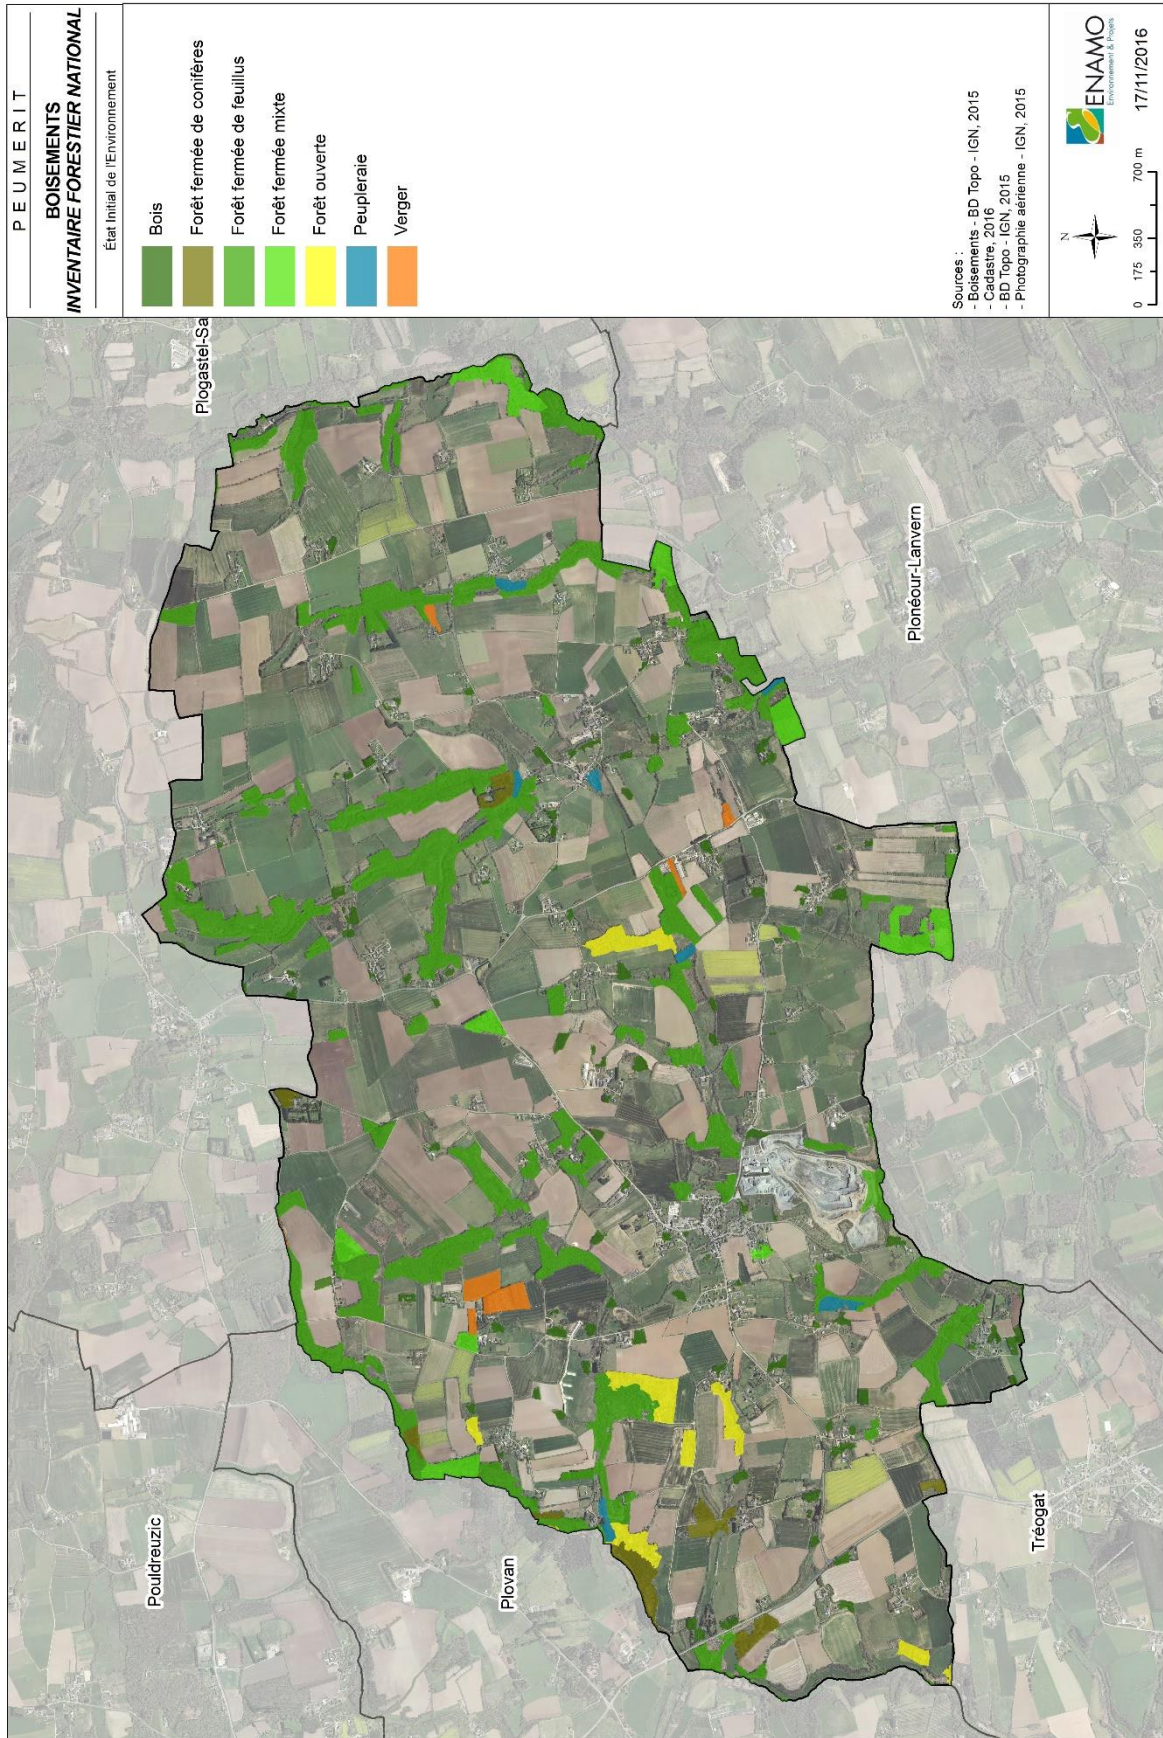 PEUMERIT
BOISEMENTS
INVENTAIRE FORESTIER NATIONAL
État Initial de l'Environnement
Bois
Forêt fermée de conifères
Forêt fermée de feuillus
Forêt fermée mixte
Forêt ouverte
Peupleraie
Verger
Sources :
- Boisements - BD Topo - IGN, 2015
- Cadastre, 2016
- BD Topo - IGN, 2015
- Photographie aérienne - IGN, 2015
N
0 175 350 700 m
ENAMO
Environnement & Projets
17/11/2016
Plogastel-Sa
Pouldreuzic
Plovan
Plonéour-Lanvern
Tréogat